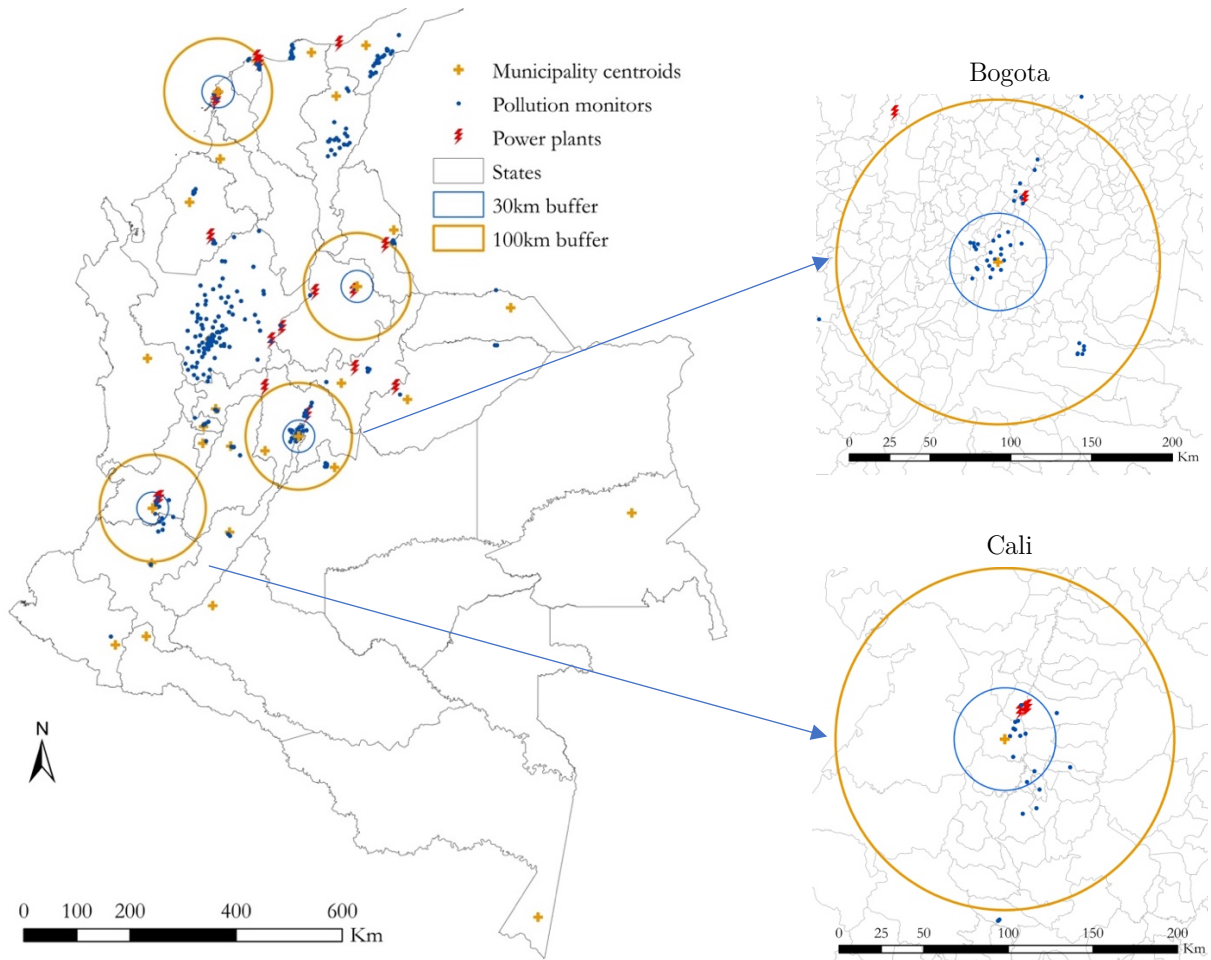 Municipality centroids
Pollution monitors
Power plants
States
30km buffer
100km buffer
N
0 100 200 400 600
Km
Bogota
0 25 50 100 150 200
Km
Cali
0 25 50 100 150 200
Km